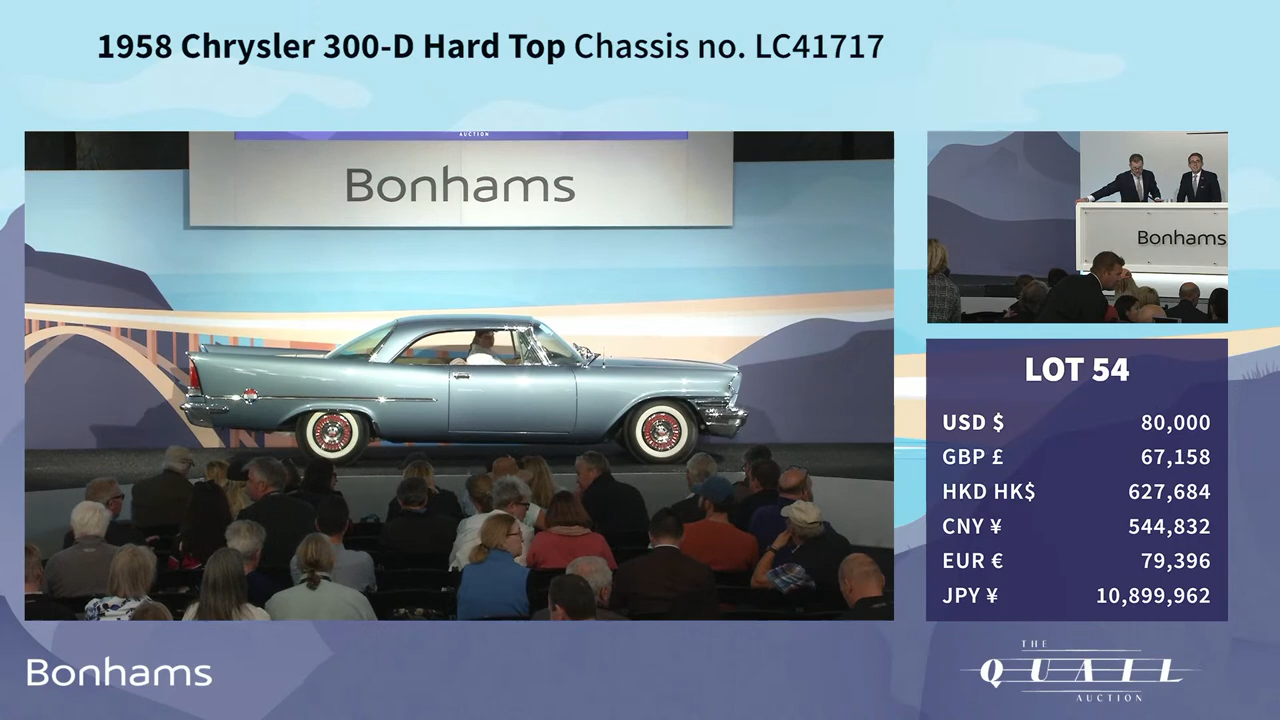 1958 Chrysler 300-D Hard Top Chassis no. LC41717
AUCTION
Bonhams
Bonhams
LOT 54
USD $ 80,000
GBP £ 67,158
HKD HK$ 627,684
CNY ¥ 544,832
EUR € 79,396
JPY ¥ 10,899,962
Bonhams
THE
QUAIL
AUCTION